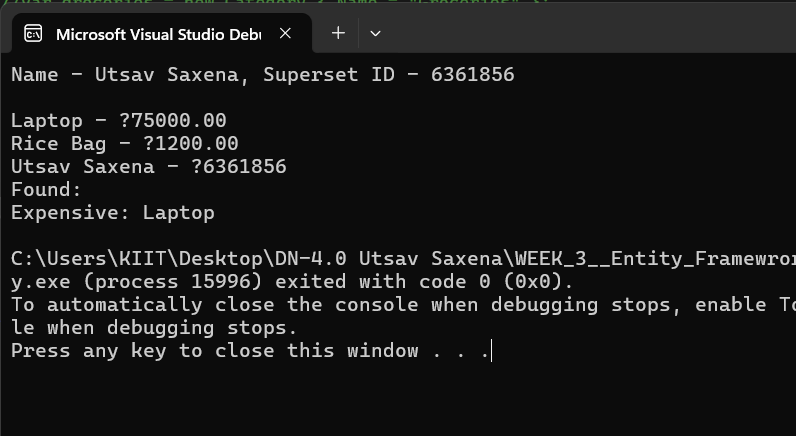 Microsoft Visual Studio Debu
Name - Utsav Saxena, Superset ID - 6361856
Laptop - ?75000.00
Rice Bag - ?1200.00
Utsav Saxena - ?6361856
Found:
Expensive: Laptop
C:\Users\KIIT\Desktop\DN-4.0 Utsav Saxena\WEEK_3__Entity_Framewror
y.exe (process 15996) exited with code 0 (0x0).
To automatically close the console when debugging stops, enable To
le when debugging stops.
Press any key to close this window . . .